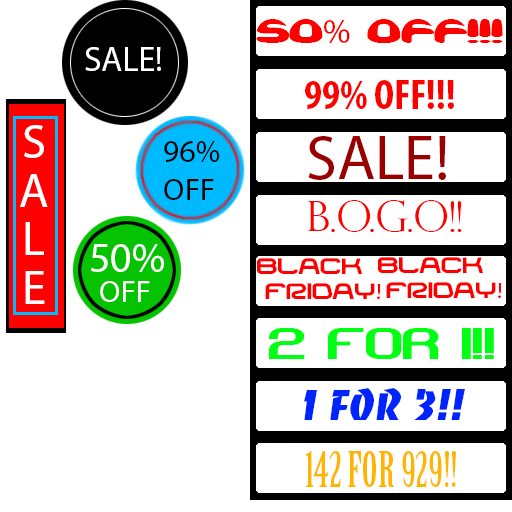 SALE!
96%
OFF
50%
OFF
SALE
50% OFF!!!
99% OFF!!!
SALE!
B.O.G.O!!
BLACK BLACK
FRIDAY! FRIDAY!
2 FOR 1!!!
1 FOR 3!!
142 FOR 929!!